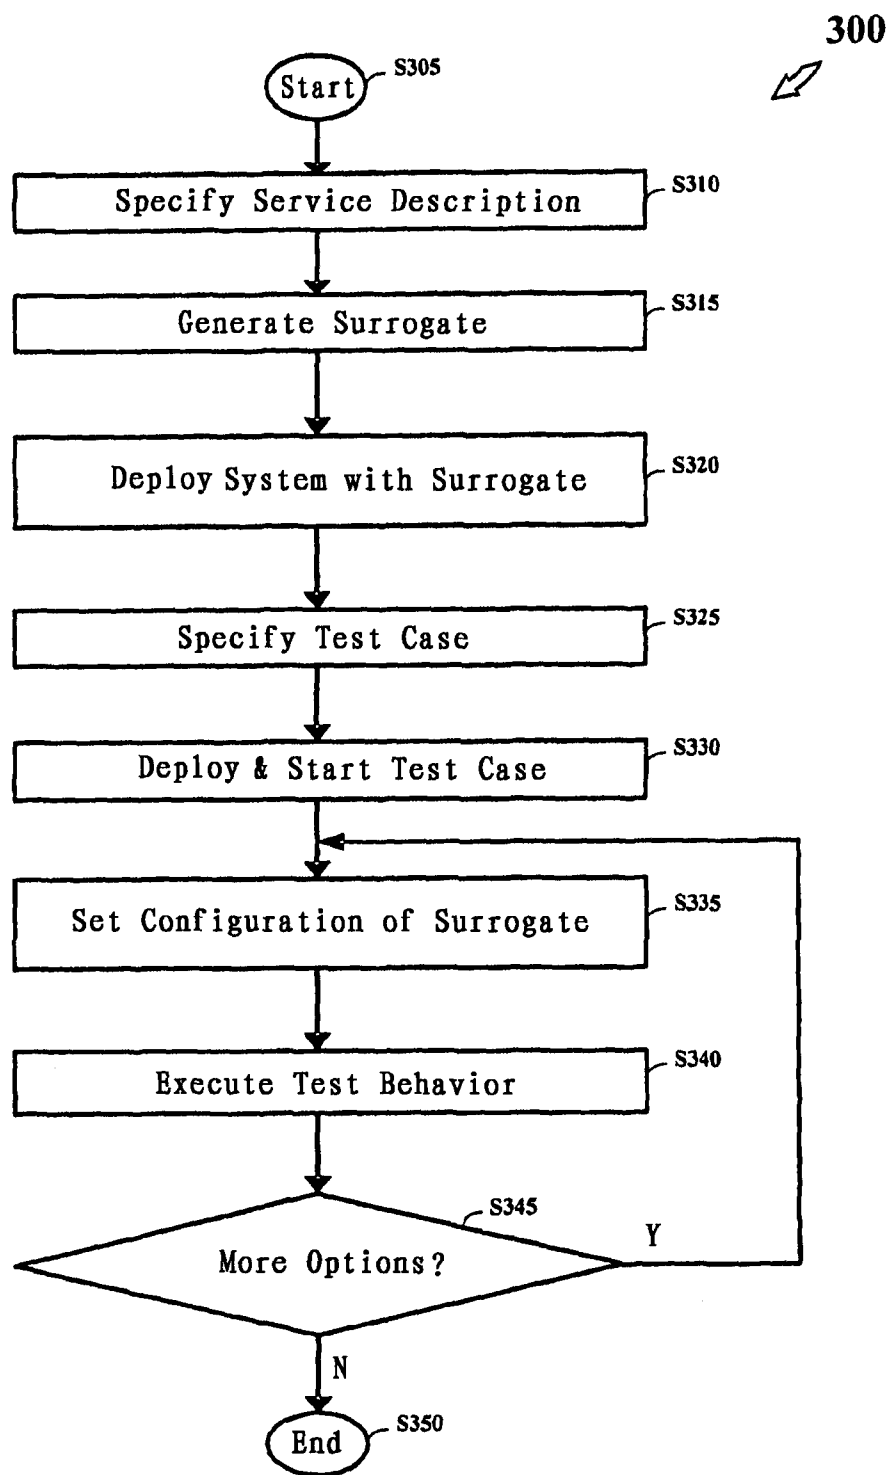 300
Start
S305
Specify Service Description
S310
Generate Surrogate
S315
Deploy System with Surrogate
S320
Specify Test Case
S325
Deploy & Start Test Case
S330
Set Configuration of Surrogate
S335
Execute Test Behavior
S340
More Options?
S345
Y
N
End
S350